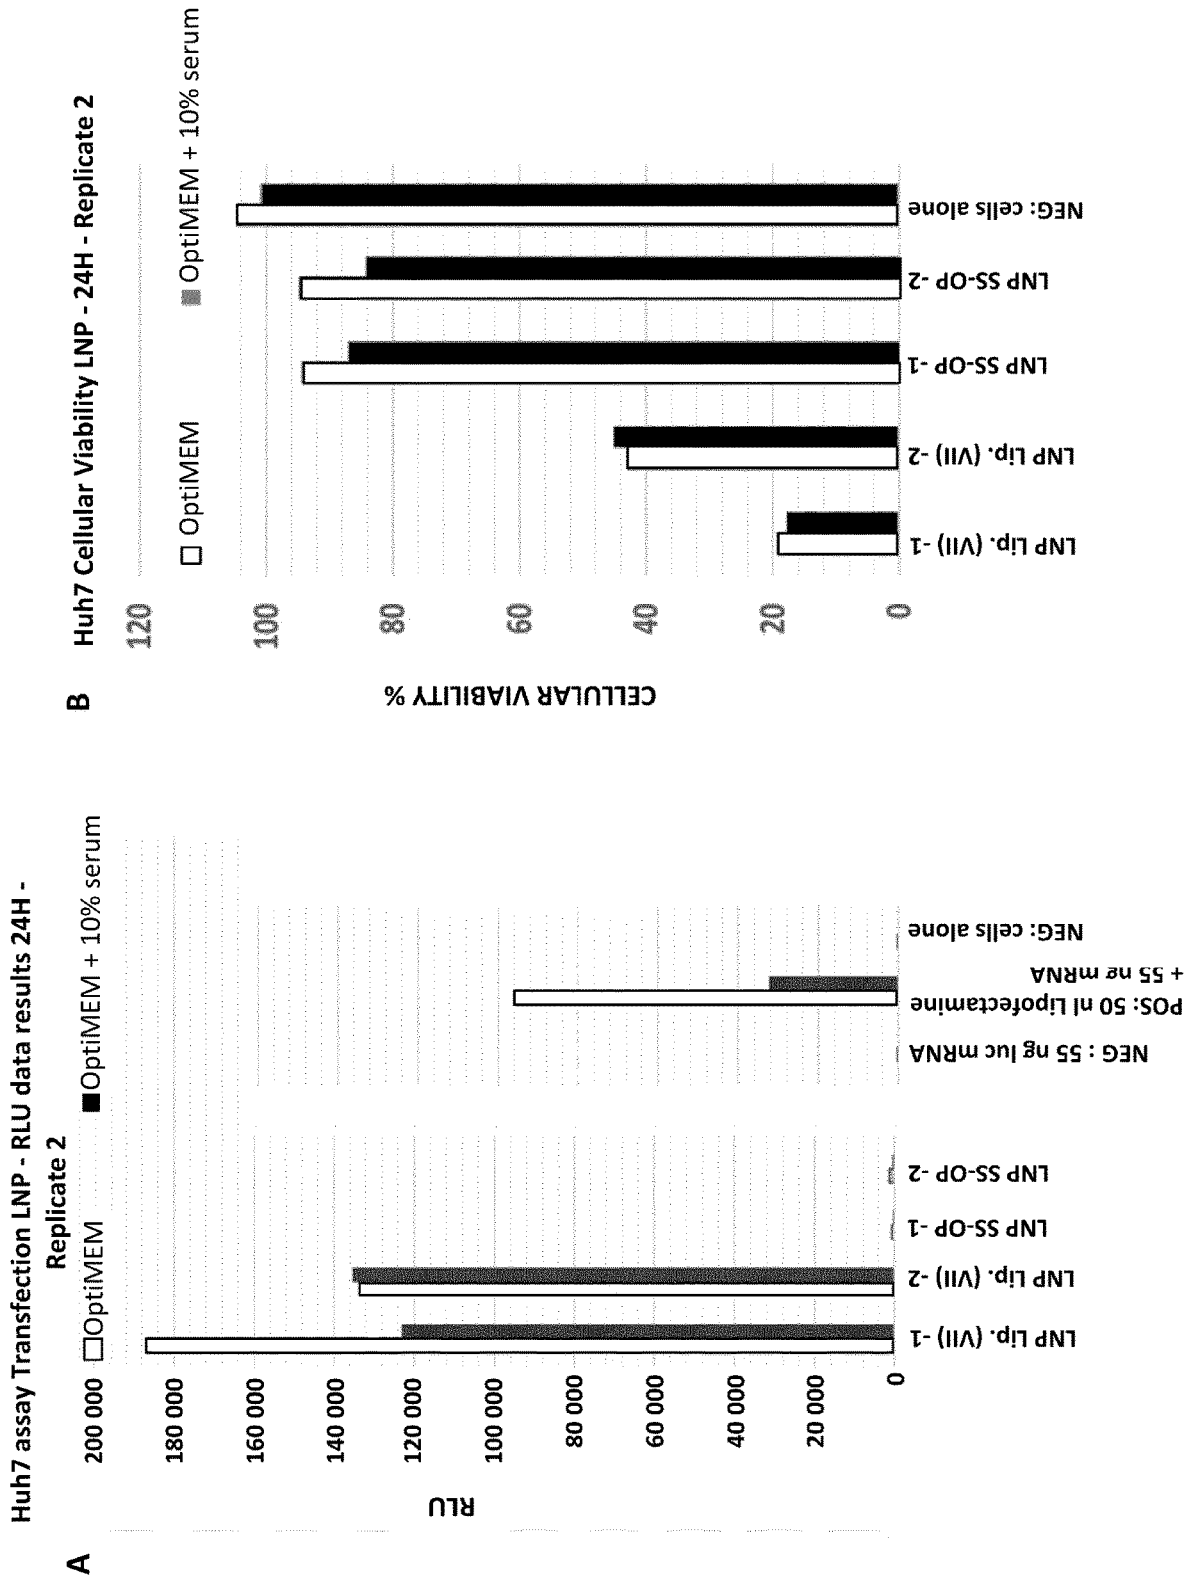 A
Huh7 assay Transfection LNP - RLU data results 24H -
Replicate 2
OptiMEM
OptiMEM + 10% serum
RLU
200 000
180 000
160 000
140 000
120 000
100 000
80 000
60 000
40 000
20 000
0
LNP Lip. (VII) -1
LNP Lip. (VII) -2
LNP SS-OP -1
LNP SS-OP -2
NEG : 55 ng luc mRNA
POS: 50 nl Lipofectamine
+ 55 ng mRNA
NEG: cells alone
B
Huh7 Cellular Viability LNP - 24H - Replicate 2
OptiMEM
OptiMEM + 10% serum
CELLULAR VIABILITY %
120
100
80
60
40
20
0
LNP Lip. (VII) -1
LNP Lip. (VII) -2
LNP SS-OP -1
LNP SS-OP -2
NEG: cells alone